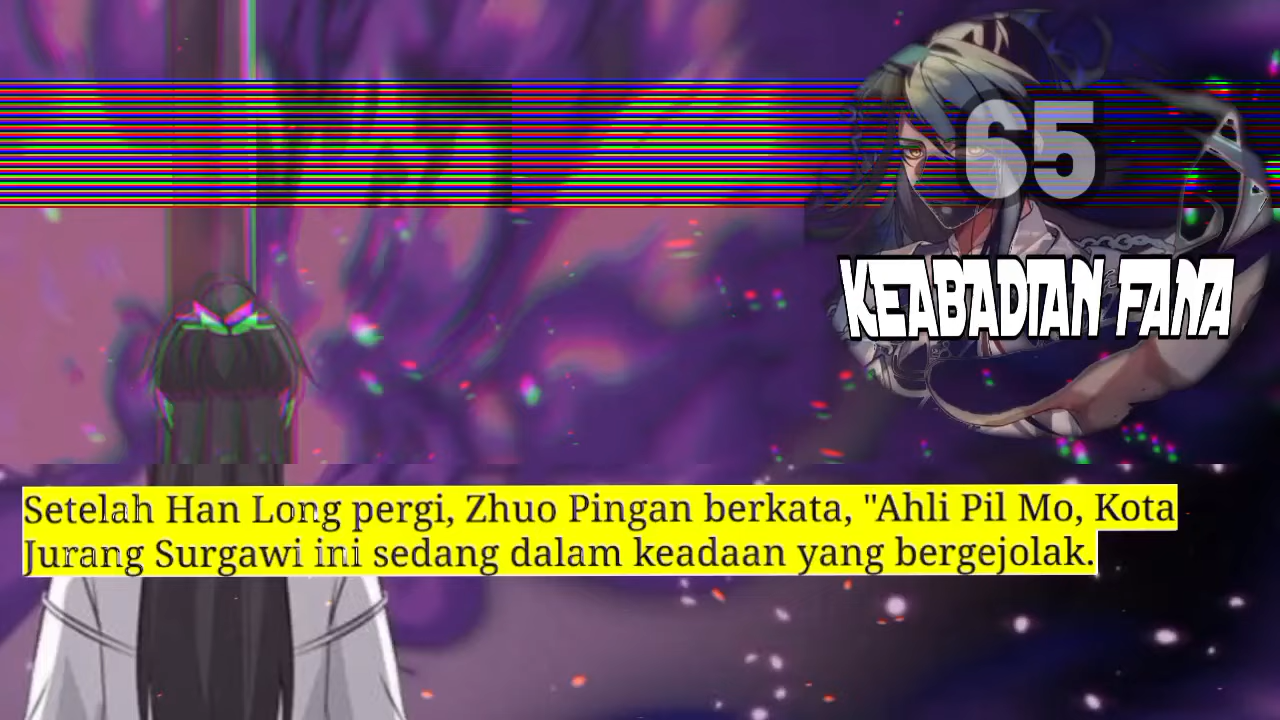 65
KEABADIAN FANA
Setelah Han Long pergi, Zhuo Pingan berkata, "Ahli Pil Mo, Kota
Jurang Surgawi ini sedang dalam keadaan yang bergejolak.